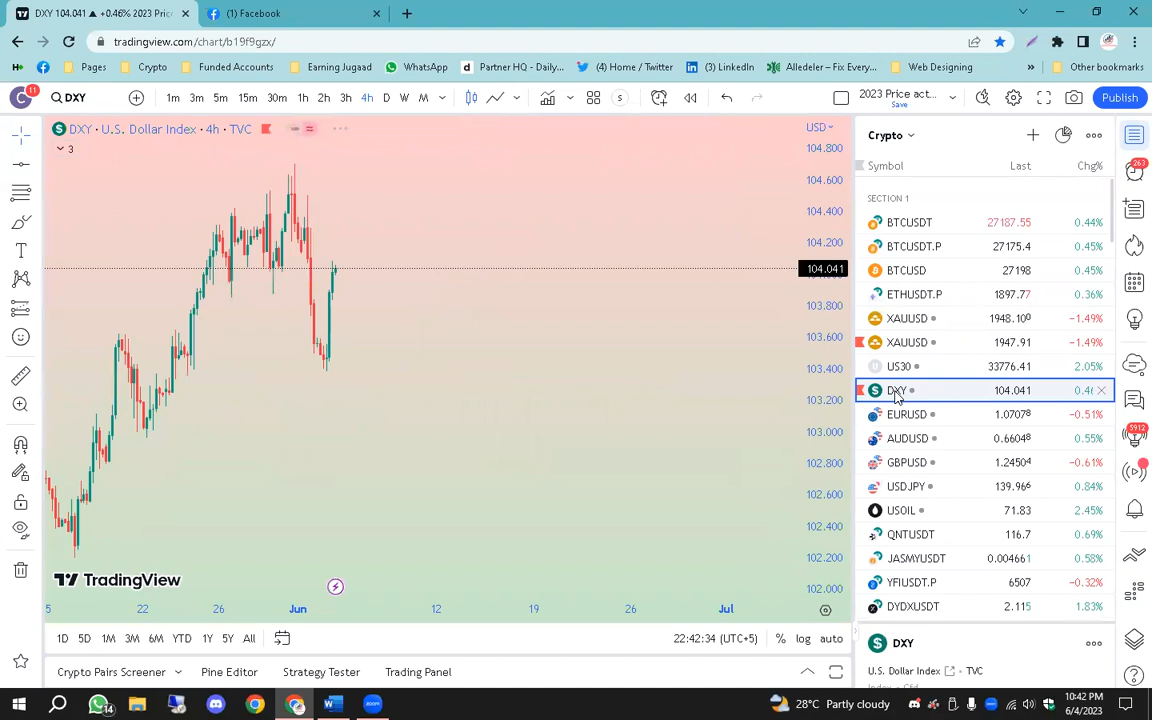 DXY 104.041 ▲ +0.46% 2023 Pric
(1) Facebook
tradingview.com/chart/b19f9gzx/
Pages
Crypto
Funded Accounts
Earning Jugaad
WhatsApp
Partner HQ - Daily...
(4) Home / Twitter
(3) LinkedIn
Alledeler – Fix Every...
Web Designing
»
Other bookmarks
C
11
DXY
1m 3m 5m 15m 30m 1h 2h 3h 4h D W M
2023 Price act...
Save
Publish
DXY · U.S. Dollar Index · 4h · TVC
3
USD
104.800
104.600
104.400
104.200
104.041
103.800
103.600
103.400
103.200
103.000
102.800
102.600
102.400
102.200
102.000
TradingView
5 22 26 Jun 12 19 26 Jul
1D 5D 1M 3M 6M YTD 1Y 5Y All
22:42:34 (UTC+5)
% log auto
Crypto Pairs Screener
Pine Editor
Strategy Tester
Trading Panel
Crypto
Symbol Last Chg%
SECTION 1
BTCUSDT 27187.55 0.44%
BTCUSDT.P 27175.4 0.45%
BTCUSD 27198 0.45%
ETHUSDT.P 1897.77 0.36%
XAUUSD 1948.100 −1.49%
XAUUSD 1947.91 −1.49%
US30 33776.41 2.05%
DXY 104.041
EURUSD 1.07078 −0.51%
AUDUSD 0.66048 0.55%
GBPUSD 1.24504 −0.61%
USDJPY 139.966 0.84%
USOIL 71.83 2.45%
QNTUSDT 116.7 0.69%
JASMYUSDT 0.004661 0.58%
YFIUSDT.P 6507 −0.32%
DYDXUSDT 2.115 1.83%
DXY
U.S. Dollar Index • TVC
263
5912
14
28°C Partly cloudy
10:42 PM
6/4/2023